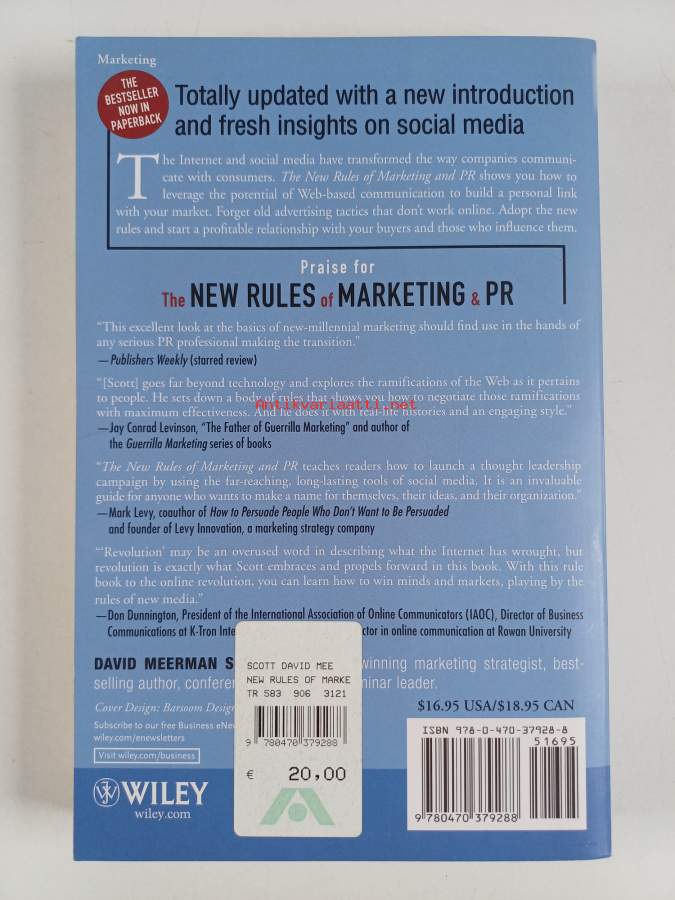 Marketing
THE
BESTSELLER
NOW IN
PAPERBACK
Totally updated with a new introduction
and fresh insights on social media
The Internet and social media have transformed the way companies communi-
cate with consumers. The New Rules of Marketing and PR shows you how to
leverage the potential of Web-based communication to build a personal link
with your market. Forget old advertising tactics that don't work online. Adopt the new
rules and start a profitable relationship with your buyers and those who influence them.
Praise for
The NEW RULES of MARKETING & PR
“This excellent look at the basics of new-millennial marketing should find use in the hands of
any serious PR professional making the transition.”
—Publishers Weekly (starred review)
“[Scott] goes far beyond technology and explores the ramifications of the Web as it pertains
to people. He sets down a body of rules that shows you how to negotiate those ramifications
Antikvariaatti.net
with maximum effectiveness. And he does it with real-life histories and an engaging style.”
—Jay Conrad Levinson, “The Father of Guerrilla Marketing” and author of
the Guerrilla Marketing series of books
“The New Rules of Marketing and PR teaches readers how to launch a thought leadership
campaign by using the far-reaching, long-lasting tools of social media. It is an invaluable
guide for anyone who wants to make a name for themselves, their ideas, and their organization.”
—Mark Levy, coauthor of How to Persuade People Who Don't Want to Be Persuaded
and founder of Levy Innovation, a marketing strategy company
“‘Revolution’ may be an overused word in describing what the Internet has wrought, but
revolution is exactly what Scott embraces and propels forward in this book. With this rule
book to the online revolution, you can learn how to win minds and markets, playing by the
rules of new media.”
—Don Dunnington, President of the International Association of Online Communicators (IAOC), Director of Business
Communications at K-Tron Inte ctor in online communication at Rowan University
DAVID MEERMAN S winning marketing strategist, best-
selling author, conferen minar leader.
Cover Design: Barsoom Design
Subscribe to our free Business eNew
wiley.com/enewsletters
Visit wiley.com/business
WILEY
wiley.com
SCOTT DAVID MEE
NEW RULES OF MARKE
TR 583 906 3121
9 780470 379288
€ 20,00
$16.95 USA/$18.95 CAN
ISBN 978-0-470-37928-8
51695
9 780470 379288